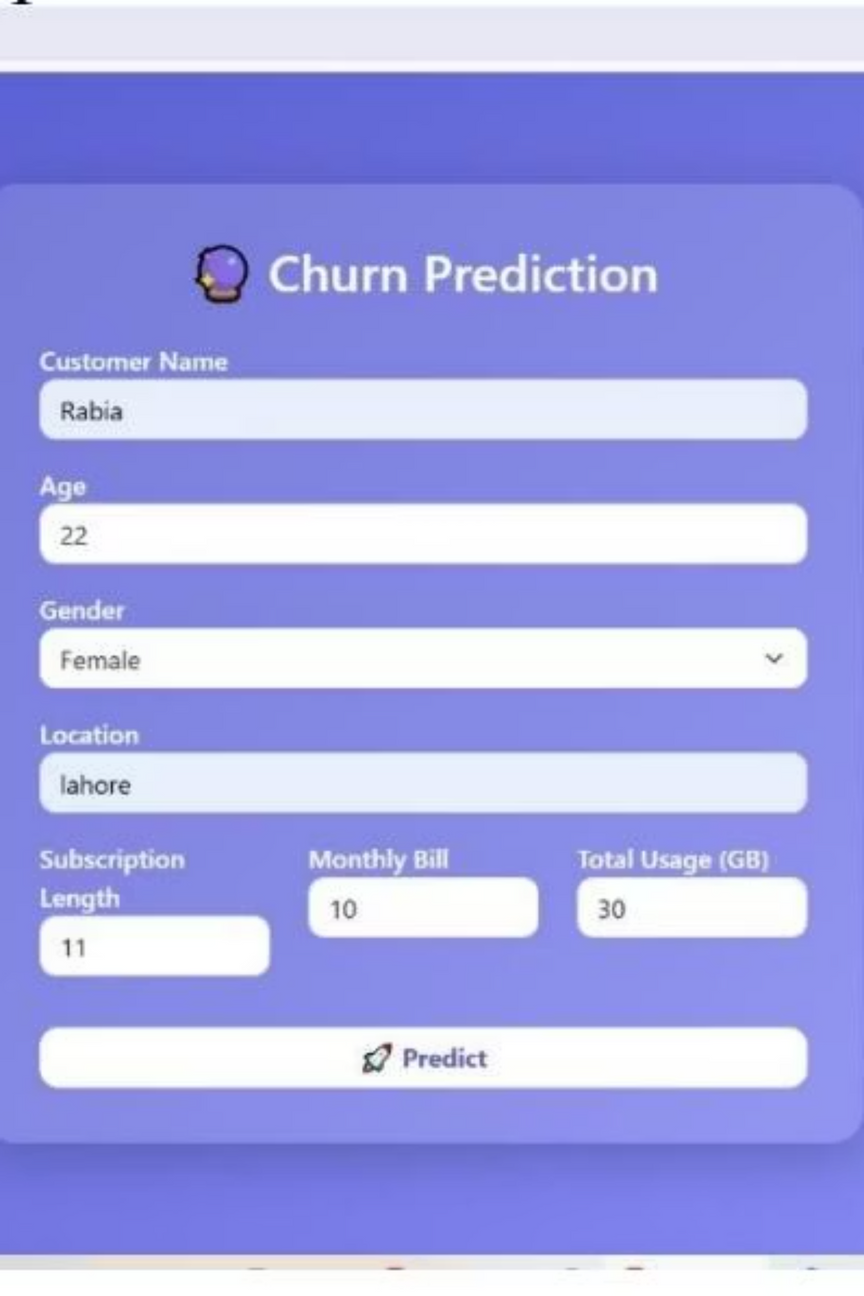 Churn Prediction
Customer Name
Rabia
Age
22
Gender
Female
Location
lahore
Subscription Length
11
Monthly Bill
10
Total Usage (GB)
30
Predict